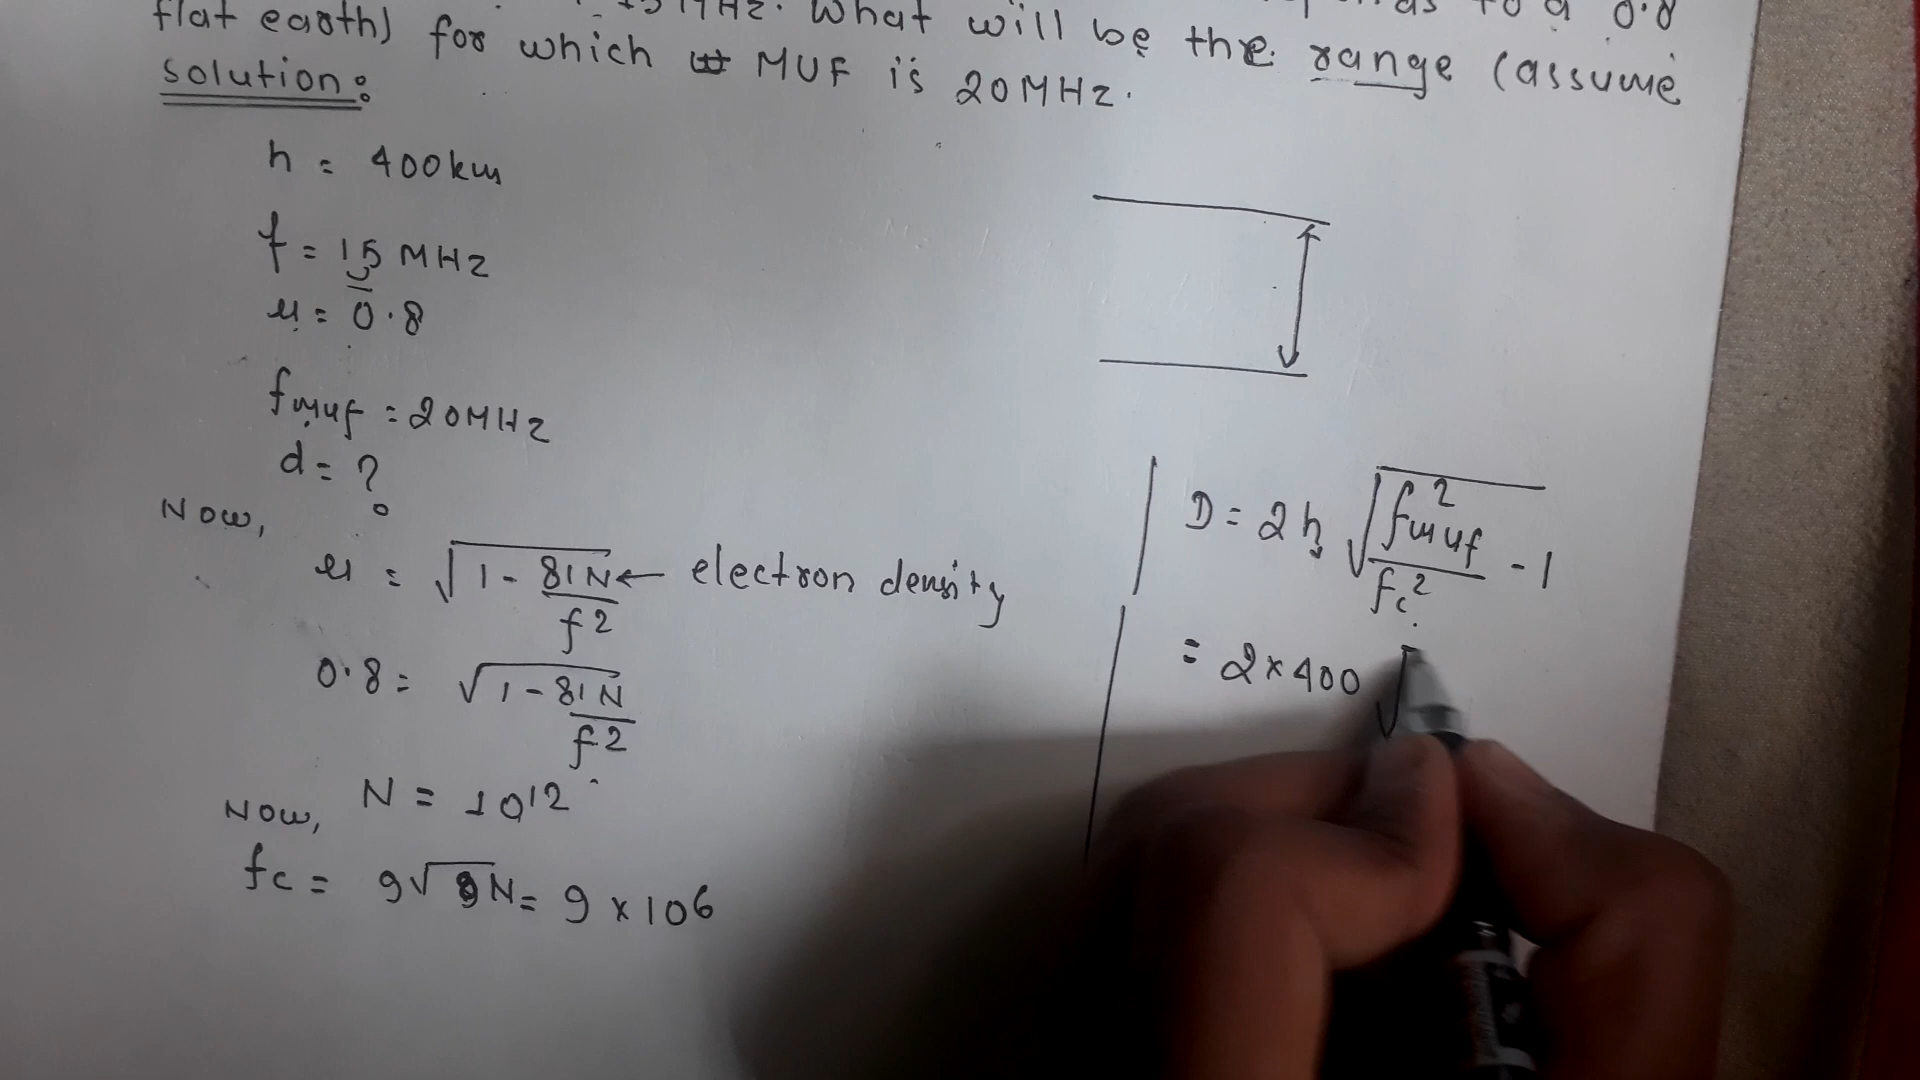 15 MHz. What will be the range (assume
flat earth) for which MUF is 20MHz.
solution:
h = 400km
f = 15 MHz
μ = 0.8
fmuf = 20MHz
d = ?
Now,
μ = √1 - 81N/f² ← electron density
0.8 = √1 - 81N/f²
N = 10¹²
Now,
fc = 9√N = 9 × 10⁶
D = 2h √fmuf²/fc² - 1
= 2×400 √